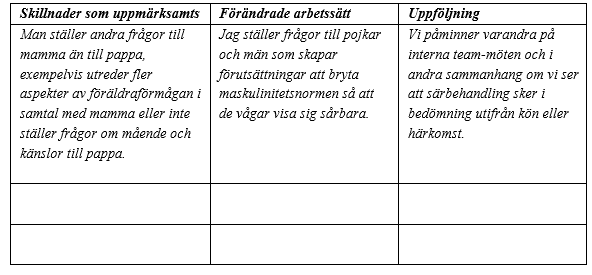 Skillnader som uppmärksamts
Man ställer andra frågor till
mamma än till pappa,
exempelvis utreder fler
aspekter av föräldraförmågan i
samtal med mamma eller inte
ställer frågor om mående och
känslor till pappa.
Förändrade arbetssätt
Jag ställer frågor till pojkar
och män som skapar
förutsättningar att bryta
maskulinitetsnormen så att
de vågar visa sig sårbara.
Uppföljning
Vi påminner varandra på
interna team-möten och i
andra sammanhang om vi ser
att särbehandling sker i
bedömning utifrån kön eller
härkomst.